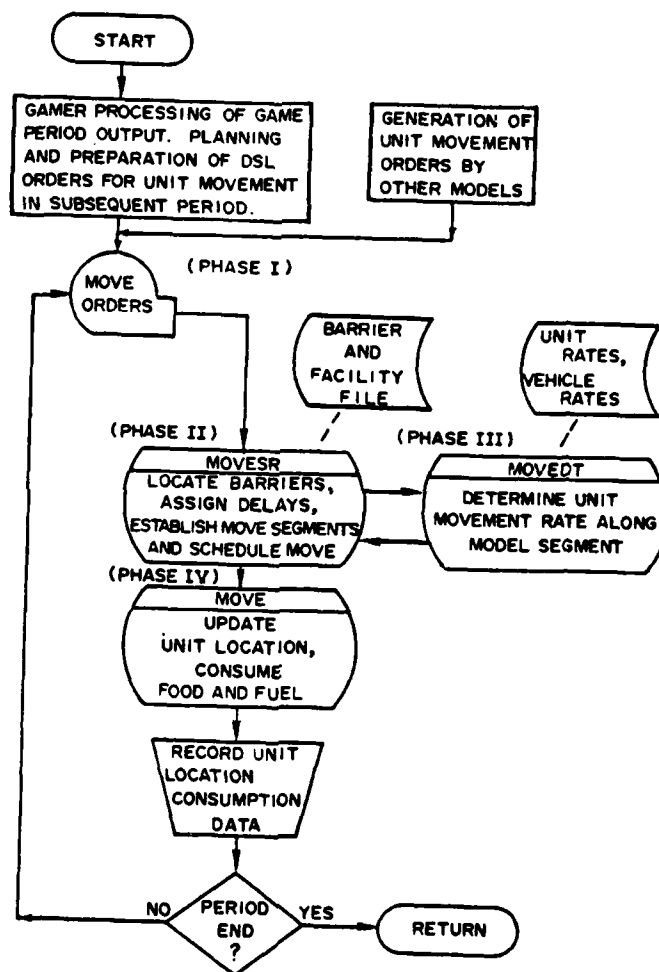 START
GAMER PROCESSING OF GAME
PERIOD OUTPUT. PLANNING
AND PREPARATION OF DSL
ORDERS FOR UNIT MOVEMENT
IN SUBSEQUENT PERIOD.
GENERATION OF
UNIT MOVEMENT
ORDERS BY
OTHER MODELS
(PHASE I)
MOVE
ORDERS
BARRIER
AND
FACILITY
FILE
UNIT
RATES,
VEHICLE
RATES
(PHASE II)
(PHASE III)
MOVESR
LOCATE BARRIERS,
ASSIGN DELAYS,
ESTABLISH MOVE SEGMENTS
AND SCHEDULE MOVE
MOVEDT
DETERMINE UNIT
MOVEMENT RATE ALONG
MODEL SEGMENT
(PHASE IV)
MOVE
UPDATE
UNIT LOCATION,
CONSUME
FOOD AND FUEL
RECORD UNIT
LOCATION
CONSUMPTION
DATA
NO
PERIOD
END
?
YES
RETURN